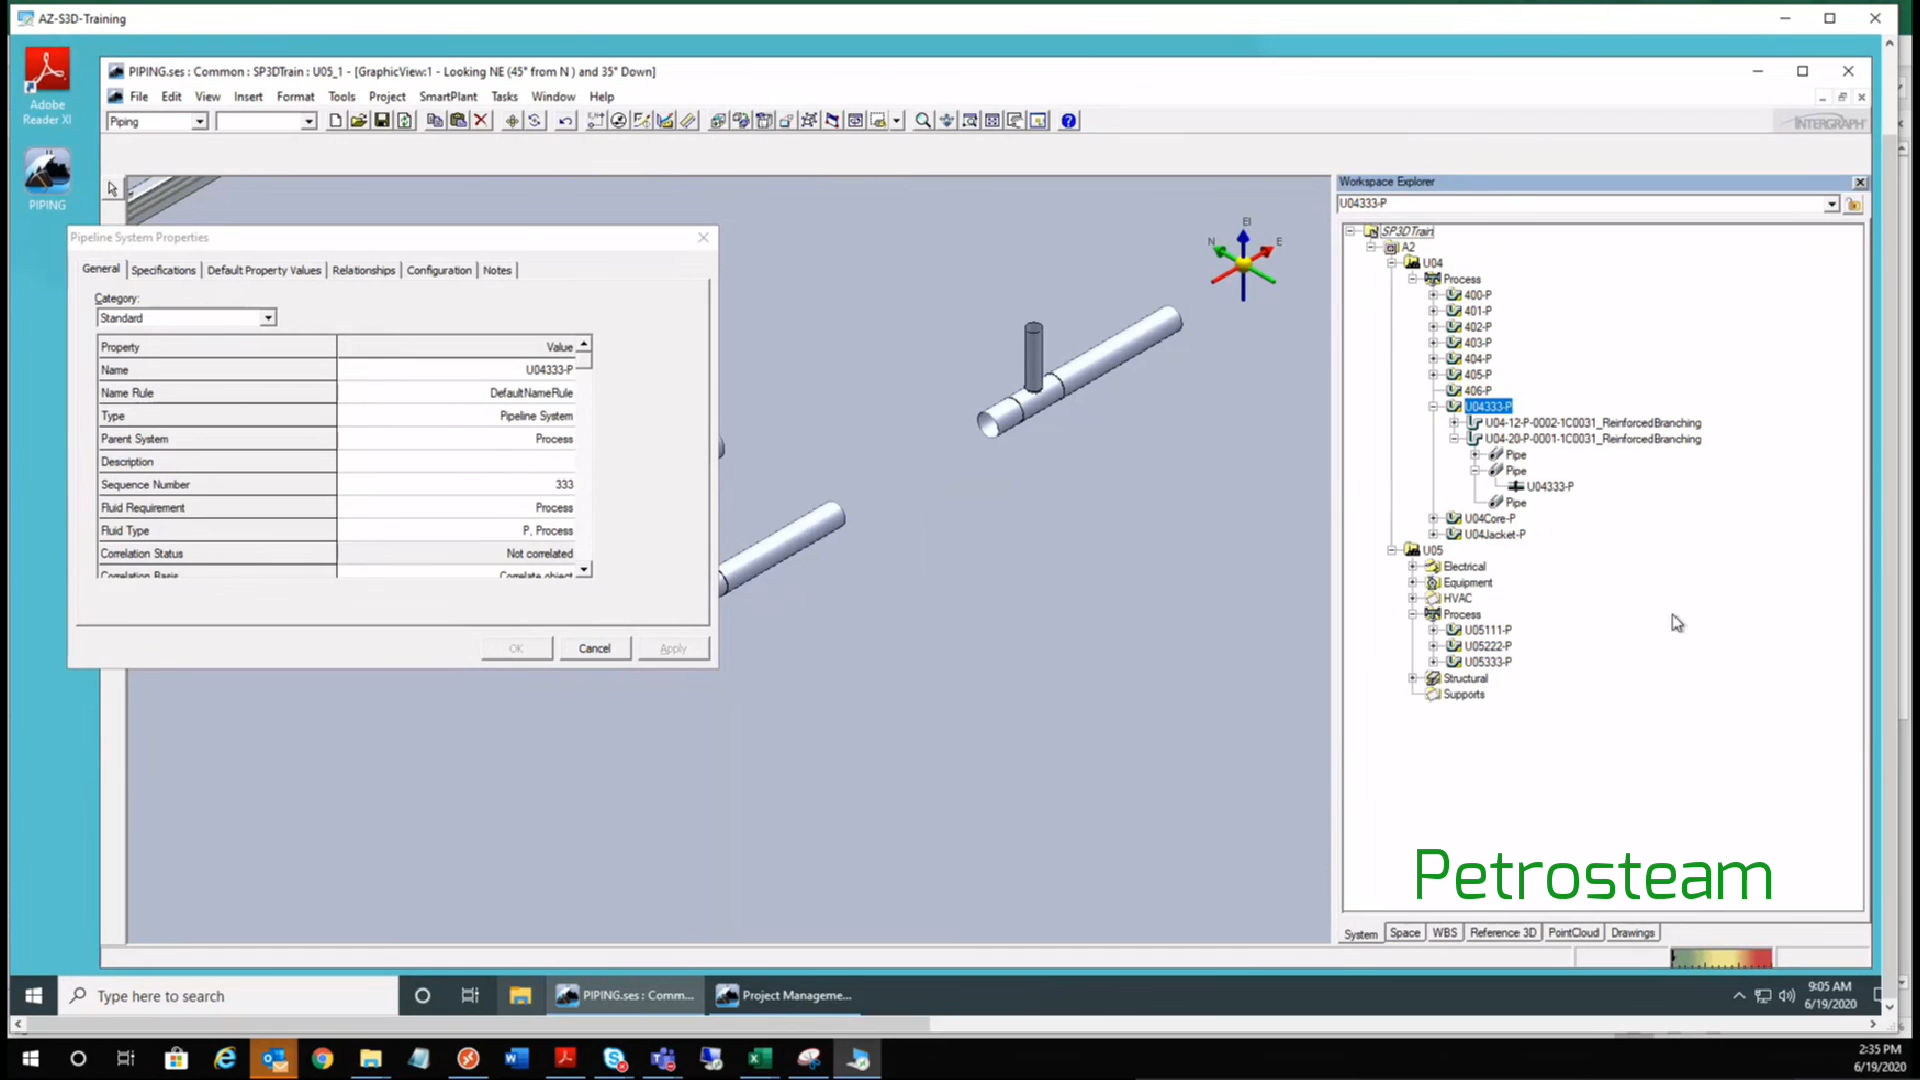 AZ-S3D-Training
Adobe
Reader XI
PIPING
PIPING.ses : Common : SP3DTrain : U05_1 - [GraphicView:1 - Looking NE (45° from N ) and 35° Down]
File Edit View Insert Format Tools Project SmartPlant Tasks Window Help
Piping
INTERGRAPH
Pipeline System Properties
General Specifications Default Property Values Relationships Configuration Notes
Category:
Standard
Property Value
Name U04333-P
Name Rule DefaultNameRule
Type Pipeline System
Parent System Process
Description
Sequence Number 333
Fluid Requirement Process
Fluid Type P, Process
Correlation Status Not correlated
Correlation Basis Correlate object
OK Cancel Apply
El
N E
Workspace Explorer
U04333-P
SP3DTrain
A2
U04
Process
400-P
401-P
402-P
403-P
404-P
405-P
406-P
U04333-P
U04-12-P-0002-1C0031_ReinforcedBranching
U04-20-P-0001-1C0031_ReinforcedBranching
Pipe
Pipe
U04333-P
Pipe
U04Core-P
U04Jacket-P
U05
Electrical
Equipment
HVAC
Process
U05111-P
U05222-P
U05333-P
Structural
Supports
Petrosteam
System Space WBS Reference 3D PointCloud Drawings
Type here to search
PIPING.ses : Comm...
Project Manageme...
9:05 AM
6/19/2020
2:35 PM
6/19/2020